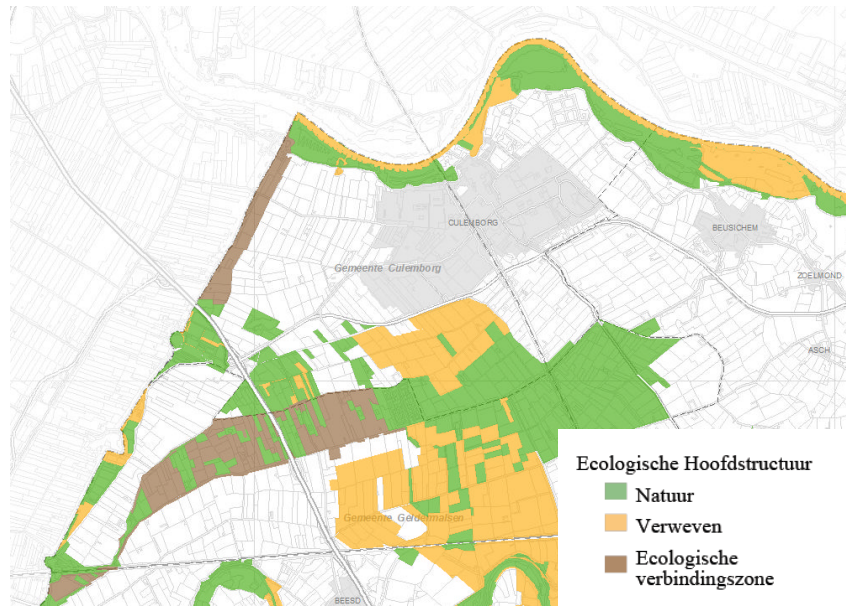 CULEMBORG
BEUSICHEM
Gemeente Culemborg
ZOELMOND
ASCH
Ecologische Hoofdstructuur
Natuur
Verweven
Ecologische
verbindingszone
Gemeente Geldermalsen
BEESD